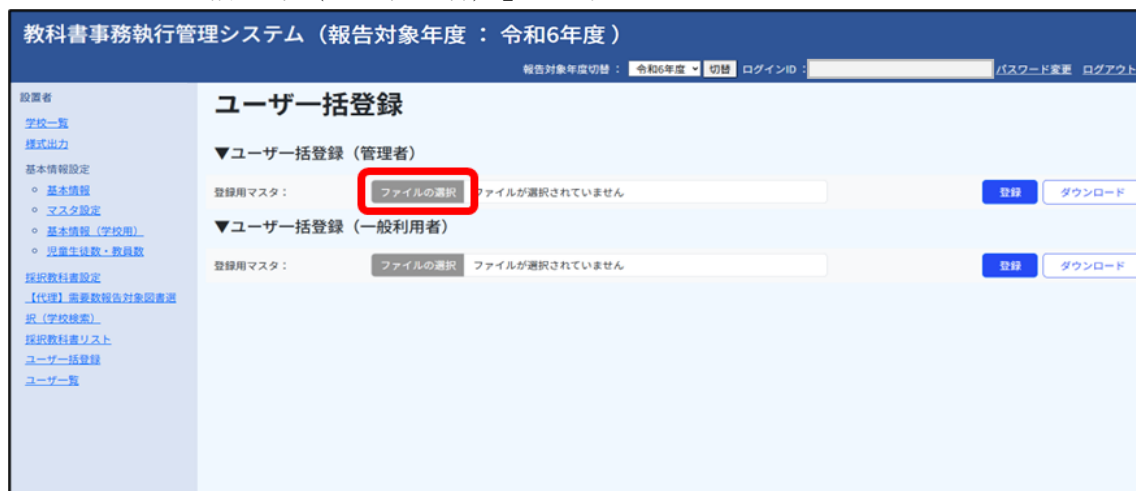 教科書事務執行管理システム（報告対象年度 ： 令和6年度 ）
報告対象年度切替： 令和6年度 切替 ログインID： パスワード変更 ログアウト
設置者
学校一覧
様式出力
基本情報設定
基本情報
マスタ設定
基本情報（学校用）
児童生徒数・教員数
採択教科書設定
【代理】需要数報告対象図書選
択（学校検索）
採択教科書リスト
ユーザ一括登録
ユーザ一覧
ユーザ一括登録
▼ユーザ一括登録（管理者）
登録用マスタ： ファイルの選択 ファイルが選択されていません 登録 ダウンロード
▼ユーザ一括登録（一般利用者）
登録用マスタ： ファイルの選択 ファイルが選択されていません 登録 ダウンロード